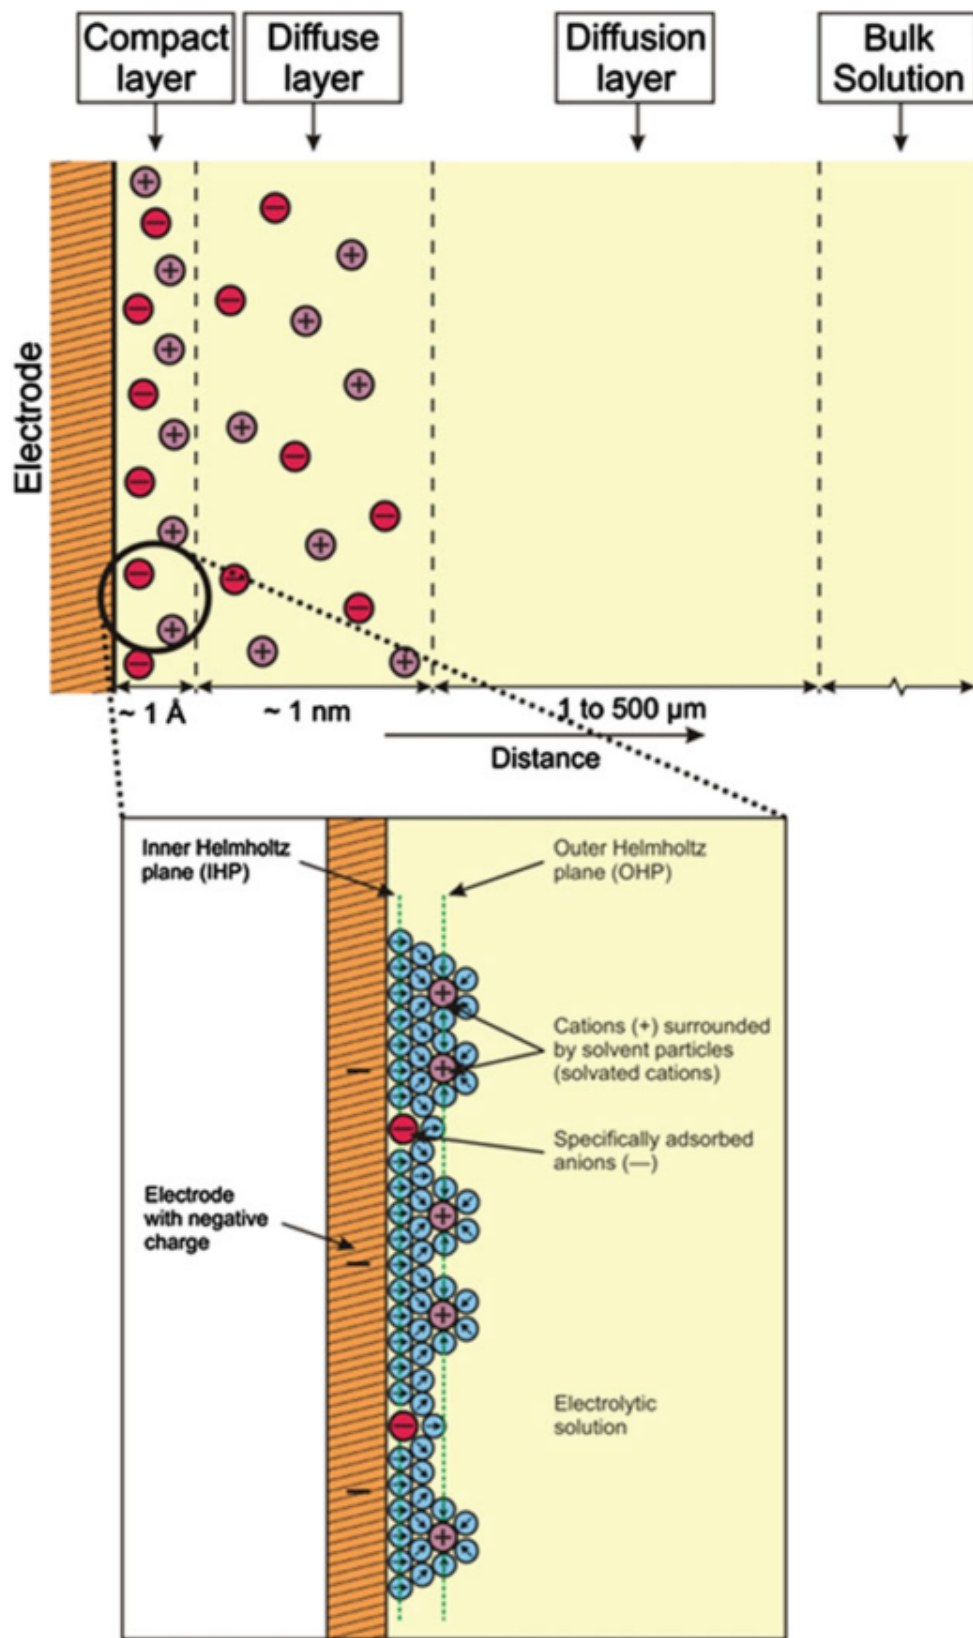 Compact
layer
Diffuse
layer
Diffusion
layer
Bulk
Solution
Electrode
~ 1 Å
~ 1 nm
1 to 500 µm
Distance
Inner Helmholtz
plane (IHP)
Outer Helmholtz
plane (OHP)
Cations (+) surrounded
by solvent particles
(solvated cations)
Specifically adsorbed
anions (—)
Electrode
with negative
charge
Electrolytic
solution